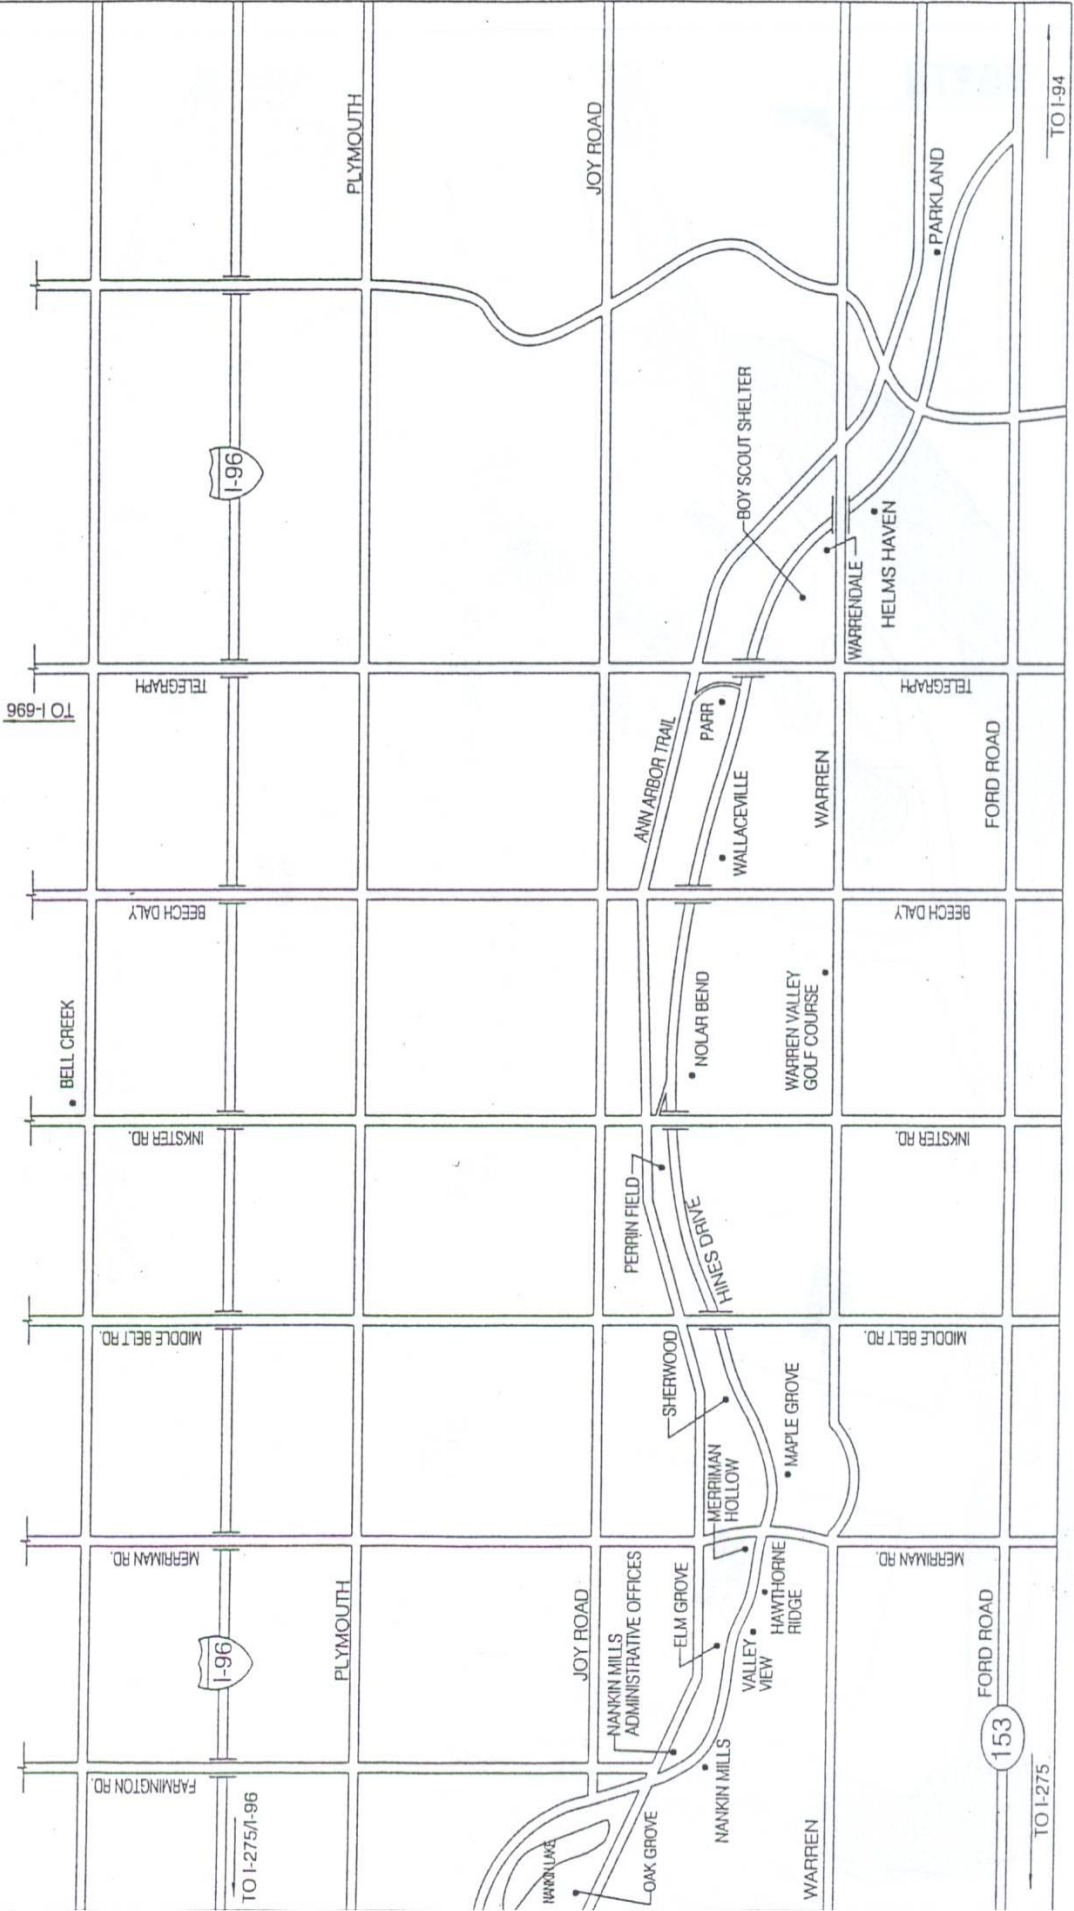 TO I-94
PLYMOUTH
JOY ROAD
PARKLAND
I-96
BOY SCOUT SHELTER
WARRENDALE
HELMS HAVEN
TO I-696
TELEGRAPH
TELEGRAPH
ANN ARBOR TRAIL
PARR
WALLACEVILLE
WARREN
FORD ROAD
BEECH DALY
BEECH DALY
BELL CREEK
NOLAR BEND
WARREN VALLEY
GOLF COURSE
INKSTER RD.
INKSTER RD.
PERRIN FIELD
HINES DRIVE
MIDDLE BELT RD.
MIDDLE BELT RD.
SHERWOOD
MAPLE GROVE
MERRIMAN
HOLLOW
MERRIMAN RD.
MERRIMAN RD.
I-96
PLYMOUTH
JOY ROAD
NANKIN MILLS
ADMINISTRATIVE OFFICES
ELM GROVE
VALLEY
VIEW
HAWTHORNE
RIDGE
FORD ROAD
153
FARMINGTON RD.
TO I-275/I-96
NANKIN LAKE
OAK GROVE
NANKIN MILLS
WARREN
TO I-275